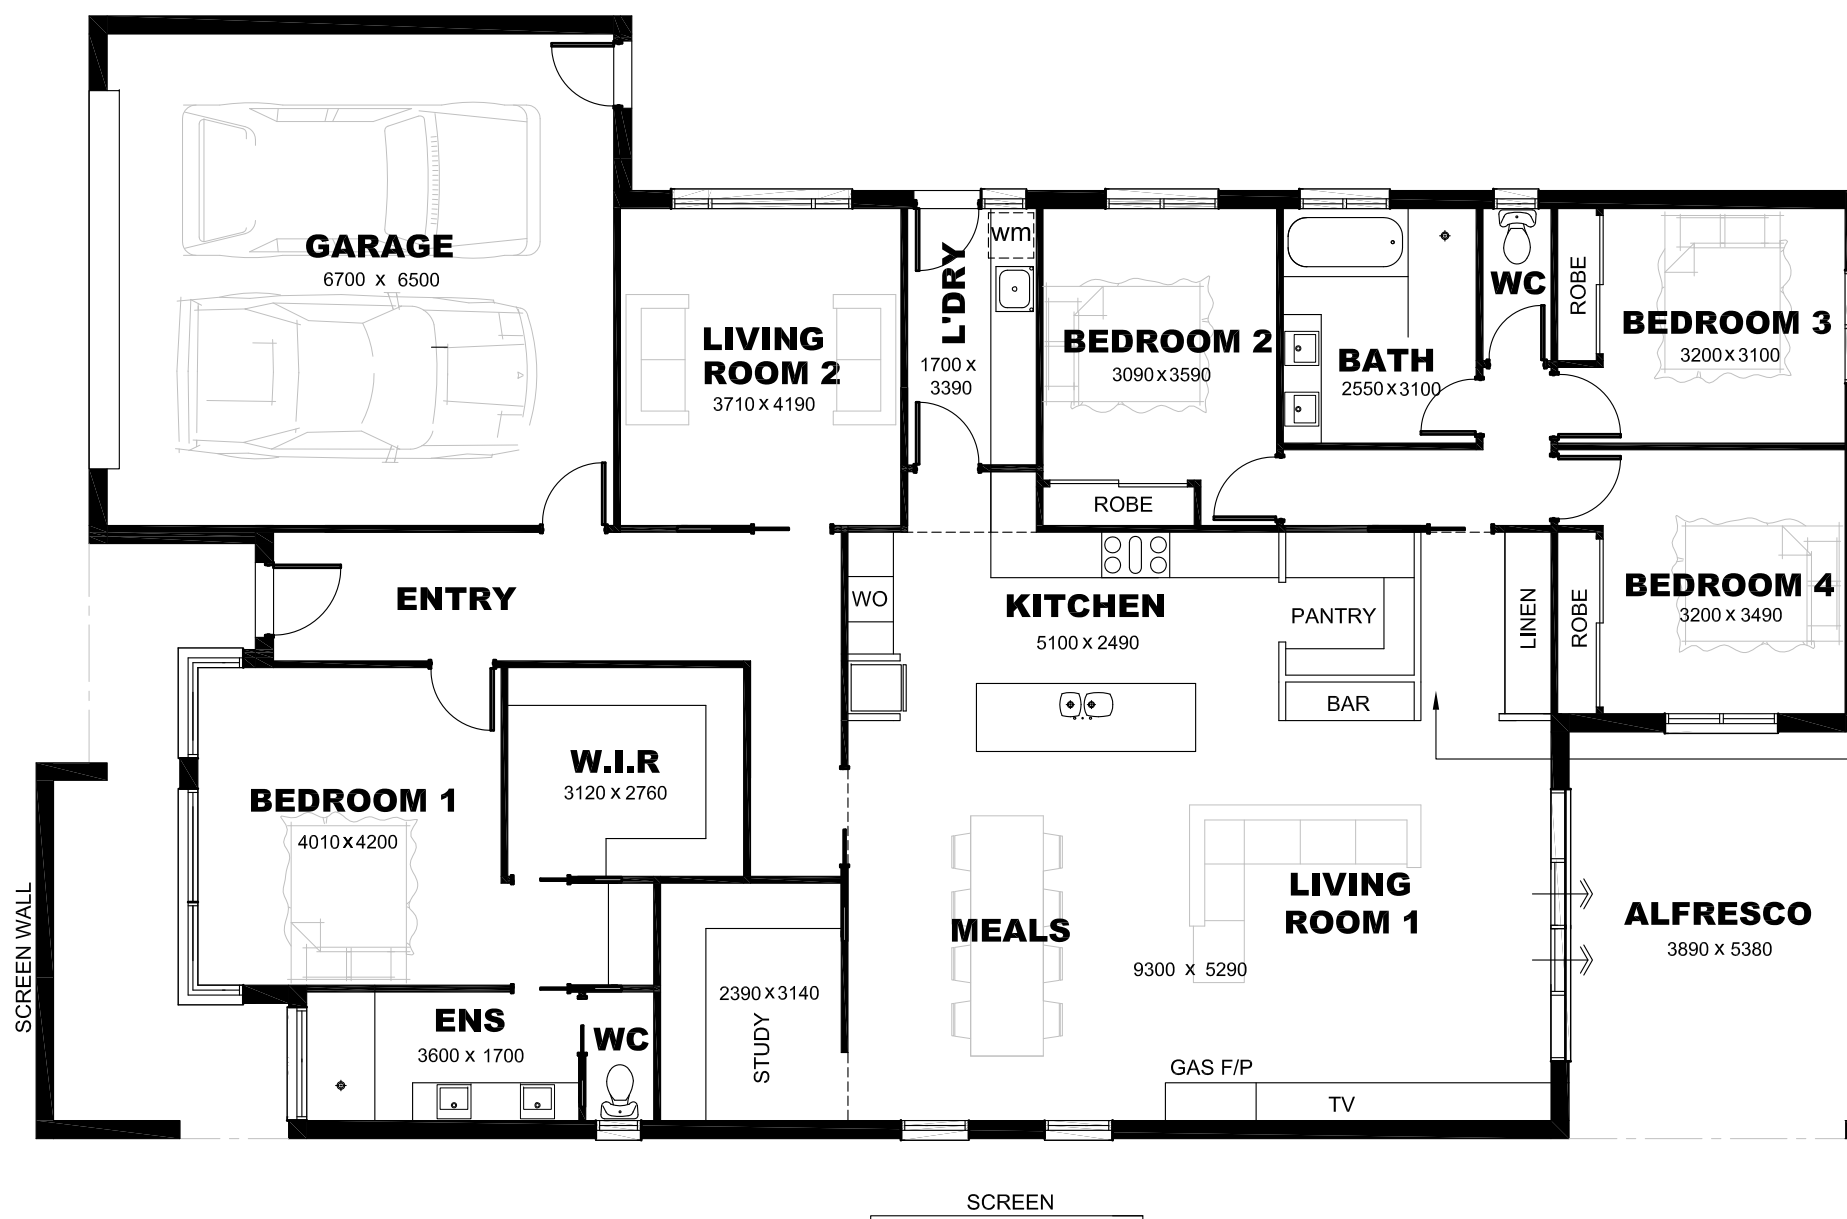 GARAGE
6700 x 6500
LIVING
ROOM 2
3710 x 4190
L'DRY
1700 x
3390
wm
BEDROOM 2
3090 x 3590
ROBE
BATH
2550 x 3100
WC
ROBE
BEDROOM 3
3200 x 3100
ENTRY
WO
KITCHEN
5100 x 2490
PANTRY
BAR
LINEN
ROBE
BEDROOM 4
3200 x 3490
BEDROOM 1
4010 x 4200
W.I.R
3120 x 2760
SCREEN WALL
MEALS
LIVING
ROOM 1
9300 x 5290
ALFRESCO
3890 x 5380
ENS
3600 x 1700
WC
2390 x 3140
STUDY
GAS F/P
TV
SCREEN